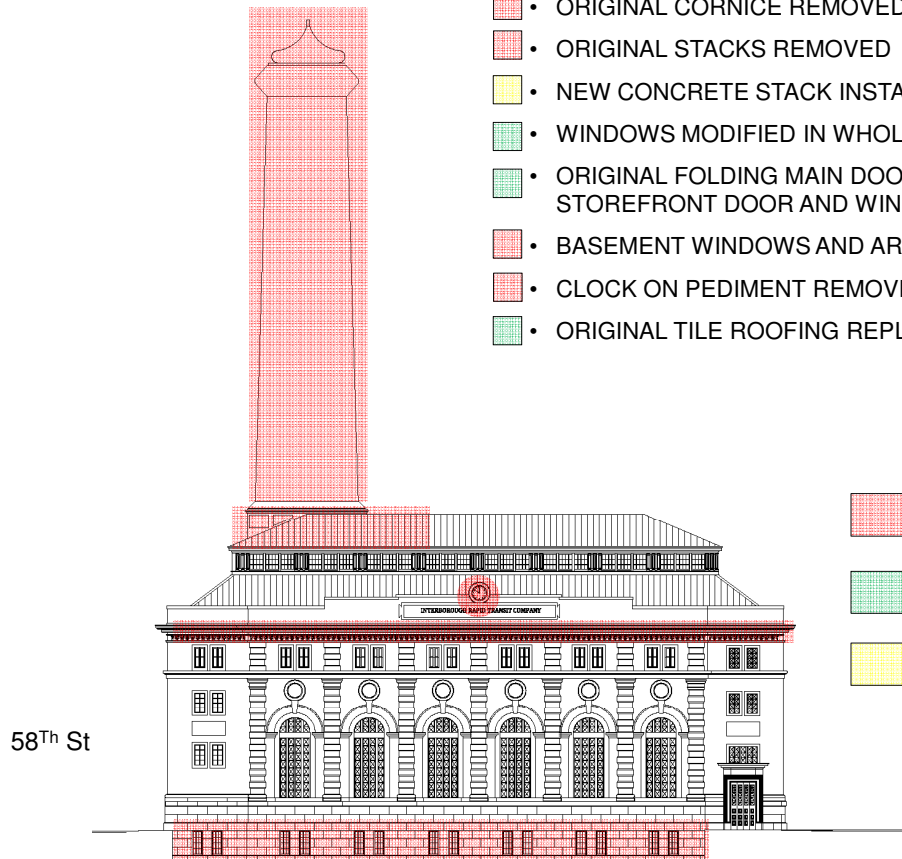 • ORIGINAL CORNICE REMOVED
• ORIGINAL STACKS REMOVED
• NEW CONCRETE STACK INSTA
• WINDOWS MODIFIED IN WHOL
• ORIGINAL FOLDING MAIN DOO
STOREFRONT DOOR AND WIN
• BASEMENT WINDOWS AND AR
• CLOCK ON PEDIMENT REMOV
• ORIGINAL TILE ROOFING REPL
INTERBOROUGH RAPID TRANSIT COMPANY
58Th St